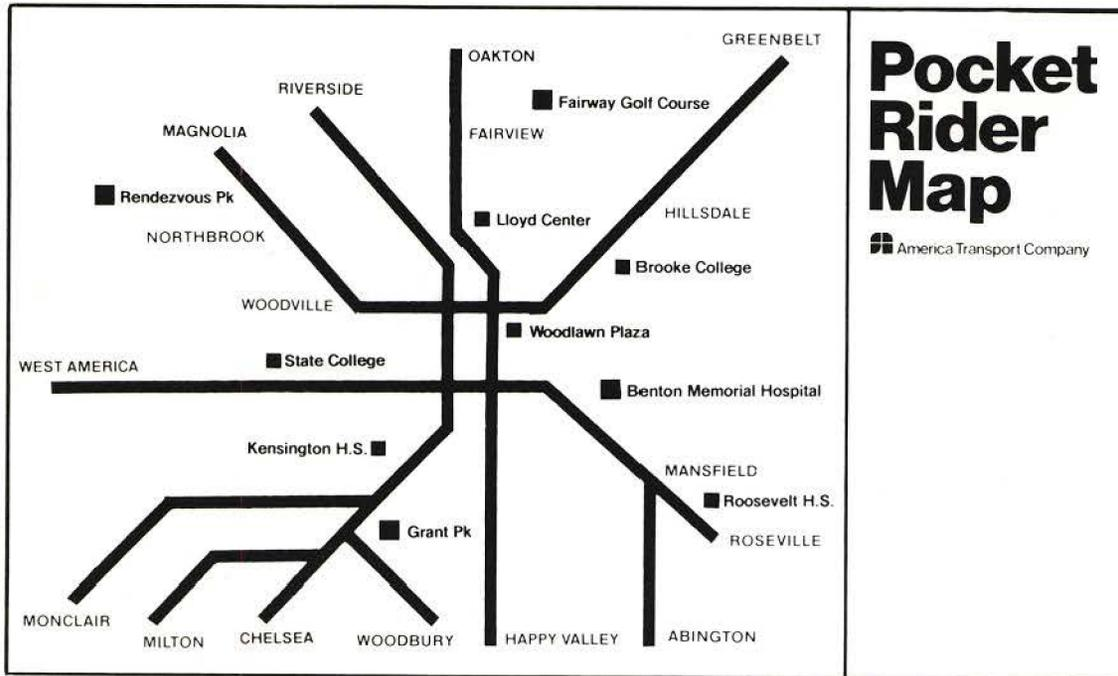 GREENBELT
OAKTON
RIVERSIDE
Fairway Golf Course
MAGNOLIA
FAIRVIEW
Rendezvous Pk
Lloyd Center
HILLSDALE
NORTHBROOK
Brooke College
WOODVILLE
Woodlawn Plaza
State College
WEST AMERICA
Benton Memorial Hospital
Kensington H.S.
MANSFIELD
Roosevelt H.S.
Grant Pk
ROSEVILLE
MONCLAIR
MILTON
CHELSEA
WOODBURY
HAPPY VALLEY
ABINGTON
Pocket
Rider
Map
America Transport Company